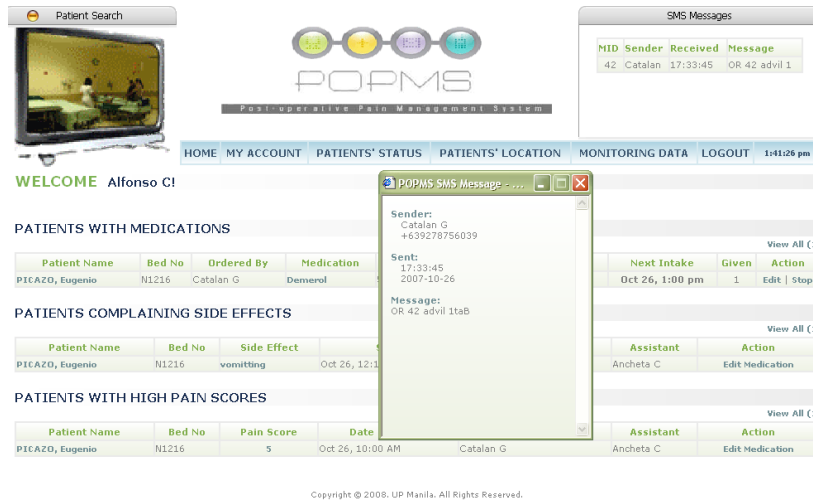 Patient Search
SMS Messages
MID Sender Received Message
42 Catalan 17:33:45 OR 42 advil 1
POPMS
Post-operative Pain Management System
HOME MY ACCOUNT PATIENTS' STATUS PATIENTS' LOCATION MONITORING DATA LOGOUT 1:41:26 pm
WELCOME Alfonso C!
POPMS SMS Message - ...
Sender:
Catalan G
+639278756039
Sent:
17:33:45
2007-10-26
Message:
OR 42 advil 1taB
PATIENTS WITH MEDICATIONS
View All (
Patient Name Bed No Ordered By Medication Next Intake Given Action
PICAZO, Eugenio N1216 Catalan G Demerol Oct 26, 1:00 pm 1 Edit | Stop
PATIENTS COMPLAINING SIDE EFFECTS
View All (
Patient Name Bed No Side Effect Assistant Action
PICAZO, Eugenio N1216 vomitting Oct 26, 12:1 Ancheta C Edit Medication
PATIENTS WITH HIGH PAIN SCORES
View All (
Patient Name Bed No Pain Score Date Assistant Action
PICAZO, Eugenio N1216 5 Oct 26, 10:00 AM Catalan G Ancheta C Edit Medication
Copyright @ 2008. UP Manila. All Rights Reserved.